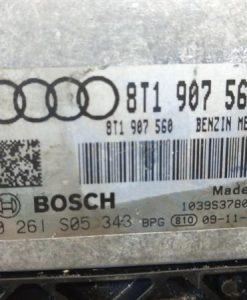 8T1 907 56
8T1 907 560 BENZIN ME
BOSCH
Made
1039S3780
0 261 S05 343 BPG 810 09-11-